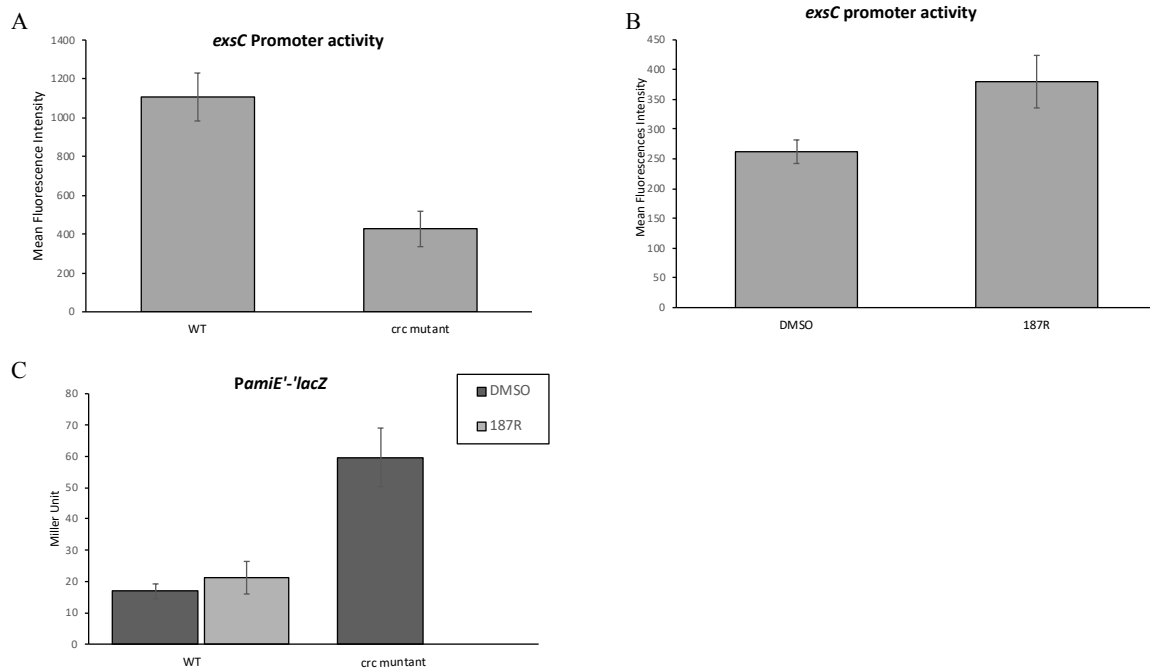 A
exsC Promoter activity
Mean Fluorescence Intensity
1400
1200
1000
800
600
400
200
0
WT
crc mutant
B
exsC promoter activity
Mean Fluorescences Intensity
450
400
350
300
250
200
150
100
50
0
DMSO
187R
C
PamiE'-'lacZ
DMSO
187R
Miller Unit
80
70
60
50
40
30
20
10
0
WT
crc muntant